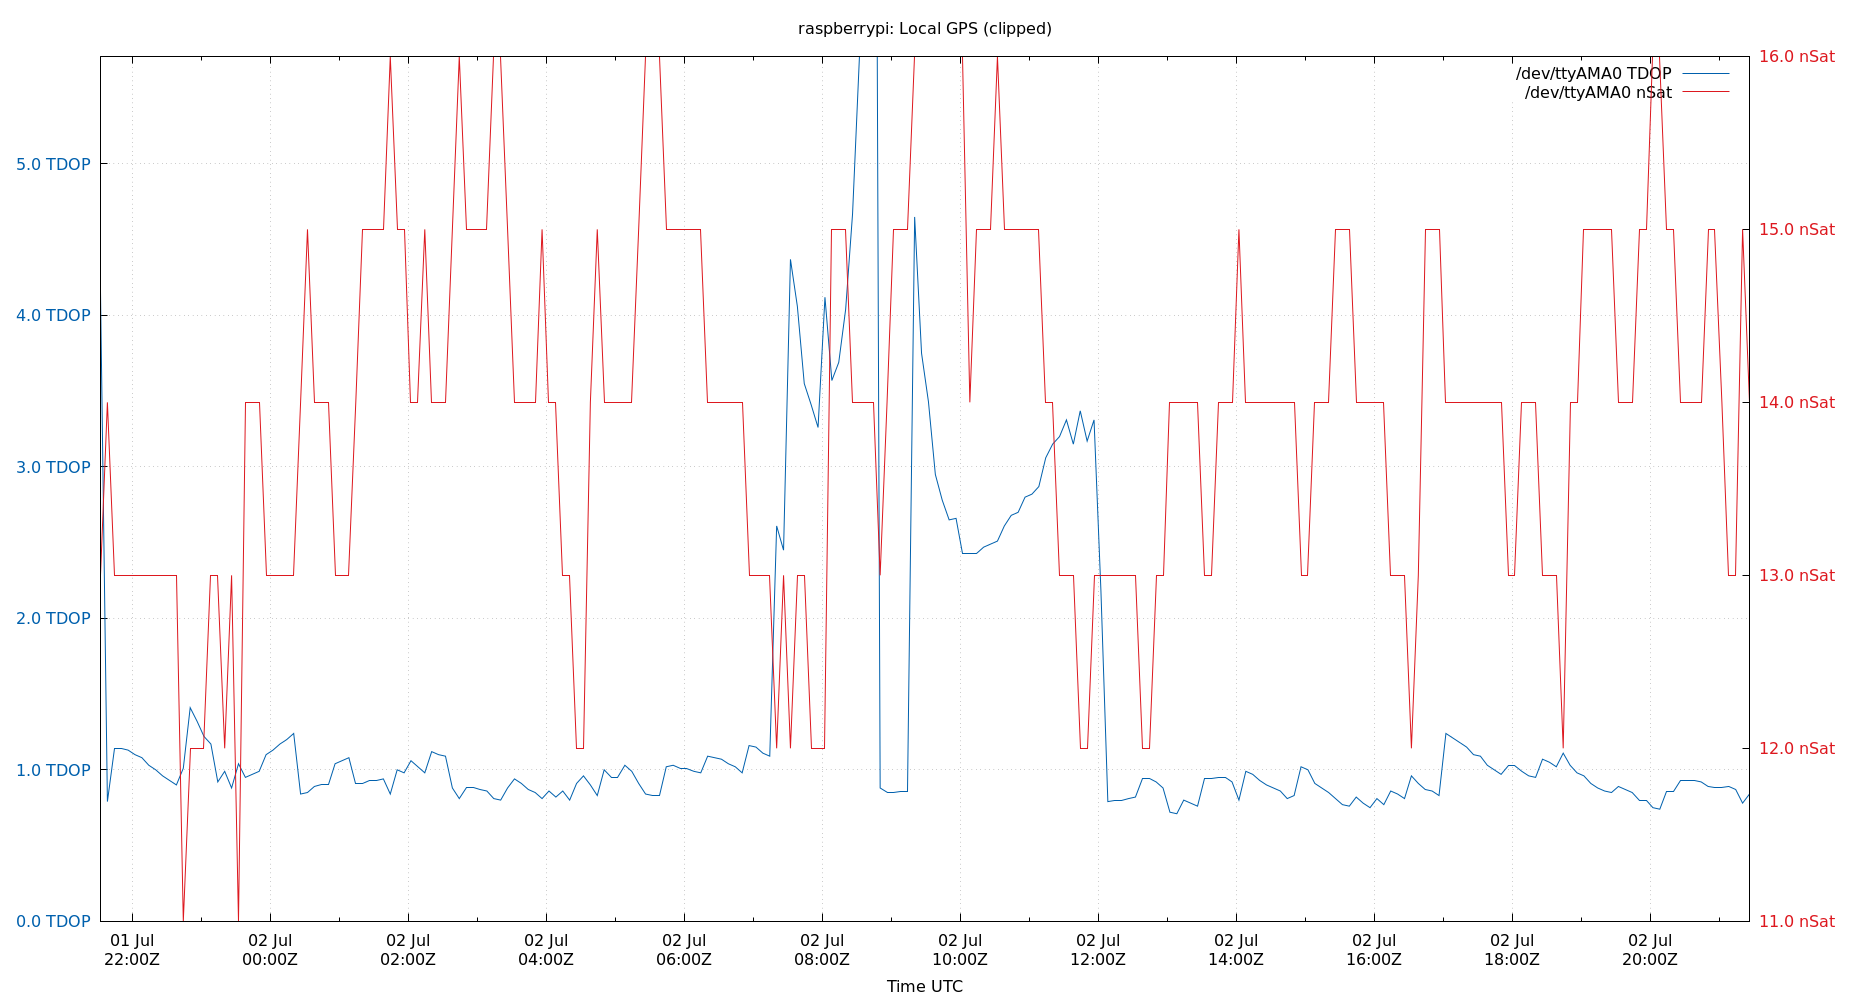 raspberrypi: Local GPS (clipped)
16.0 nSat
/dev/ttyAMA0 TDOP
/dev/ttyAMA0 nSat
5.0 TDOP
15.0 nSat
4.0 TDOP
14.0 nSat
3.0 TDOP
13.0 nSat
2.0 TDOP
12.0 nSat
1.0 TDOP
0.0 TDOP
11.0 nSat
01 Jul 02 Jul 02 Jul 02 Jul 02 Jul 02 Jul 02 Jul 02 Jul 02 Jul 02 Jul 02 Jul 02 Jul
22:00Z 00:00Z 02:00Z 04:00Z 06:00Z 08:00Z 10:00Z 12:00Z 14:00Z 16:00Z 18:00Z 20:00Z
Time UTC